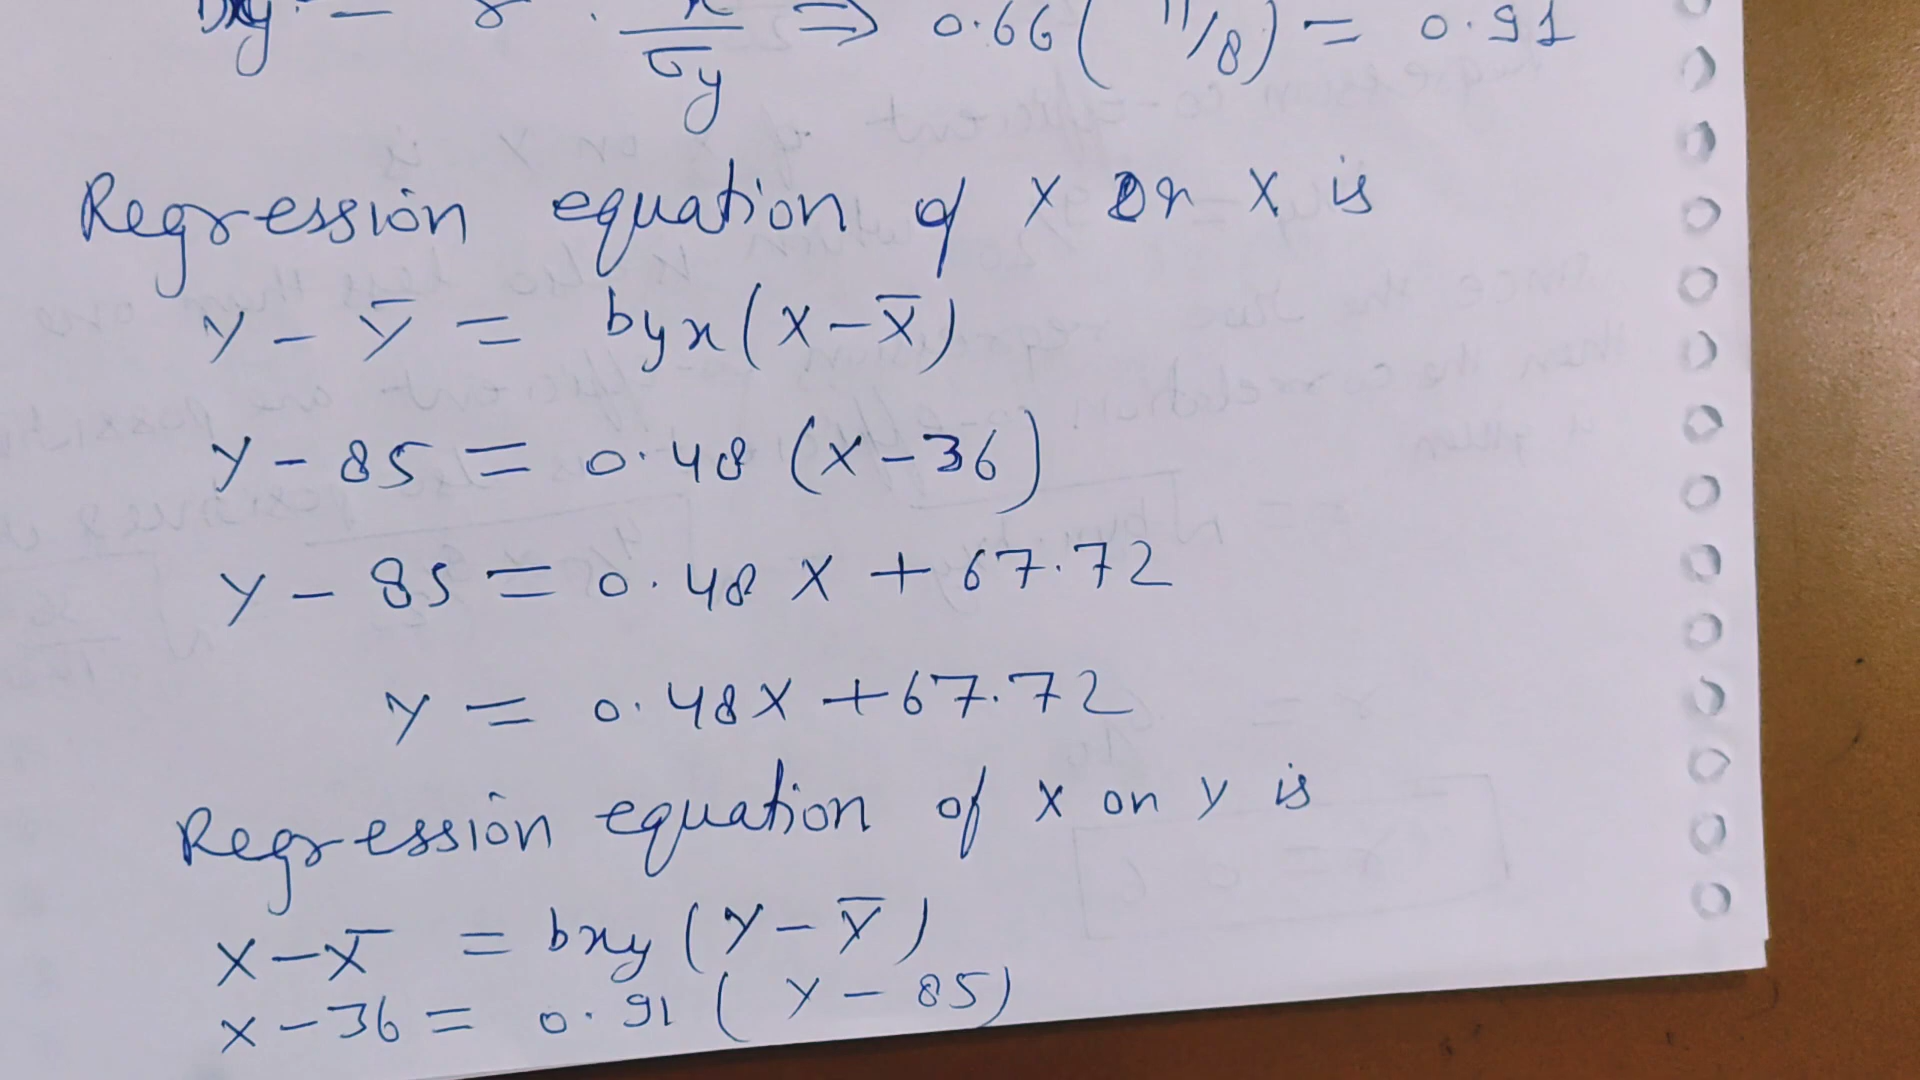 bxy = r · x/σy ⇒ 0.66 (11/8) = 0.91
Regression equation of X on X is
Y - Y̅ = byx (X - X̅)
Y - 85 = 0.48 (X - 36)
Y - 85 = 0.48 X + 67.72
Y = 0.48X + 67.72
Regression equation of X on Y is
X - X̅ = bxy (Y - Y̅)
X - 36 = 0.91 (Y - 85)